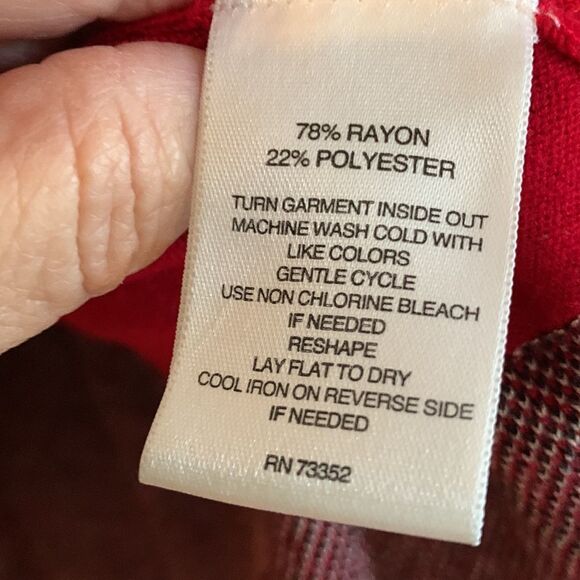 78% RAYON
22% POLYESTER
TURN GARMENT INSIDE OUT
MACHINE WASH COLD WITH
LIKE COLORS
GENTLE CYCLE
USE NON CHLORINE BLEACH
IF NEEDED
RESHAPE
LAY FLAT TO DRY
COOL IRON ON REVERSE SIDE
IF NEEDED
RN 73352